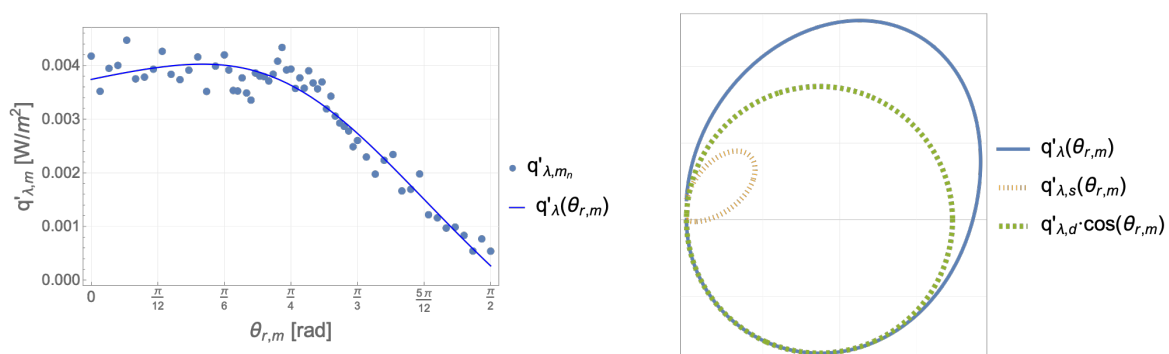 q'λ,m [W/m²]
0.004
0.003
0.002
0.001
0.000
0 π/12 π/6 π/4 π/3 5π/12 π/2
θr,m [rad]
q'λ,mn
q'λ(θr,m)
q'λ(θr,m)
q'λ,s(θr,m)
q'λ,d·cos(θr,m)